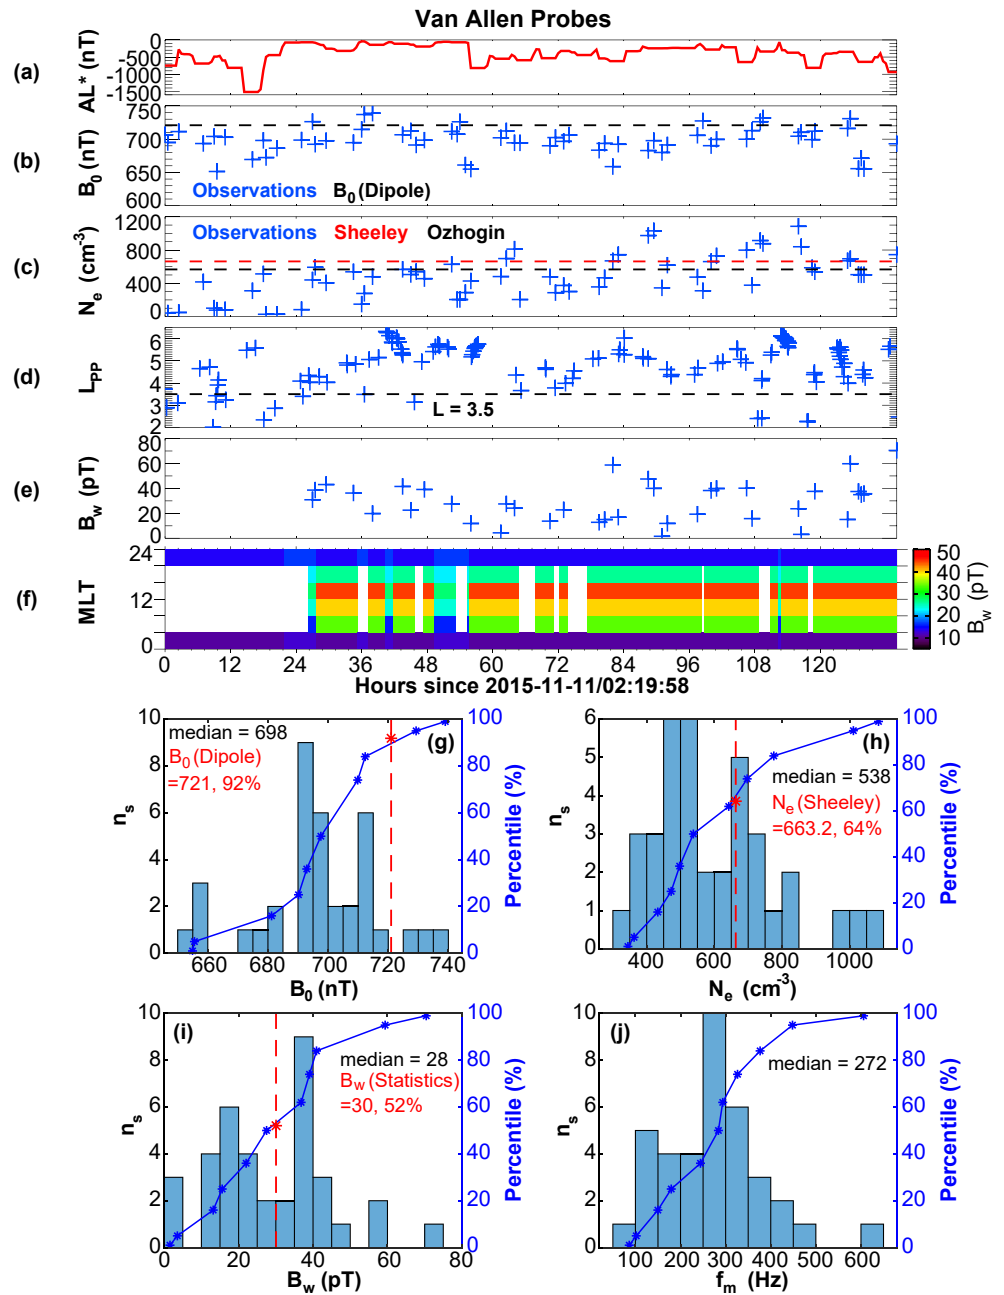 Van Allen Probes
(a)
AL* (nT)
0
-500
-1000
-1500
(b)
B0 (nT)
750
700
650
600
Observations B0 (Dipole)
(c)
Ne (cm-3)
1200
800
400
0
Observations Sheeley Ozhogin
(d)
LPP
6
5
4
3
2
L = 3.5
(e)
Bw (pT)
80
60
40
20
0
(f)
MLT
24
12
0
50
40
30
20
10
Bw (pT)
0 12 24 36 48 60 72 84 96 108 120
Hours since 2015-11-11/02:19:58
(g)
median = 698
B0 (Dipole)
=721, 92%
ns
10
8
6
4
2
0
660 680 700 720 740
B0 (nT)
100
80
60
40
20
0
Percentile (%)
(h)
median = 538
Ne (Sheeley)
=663.2, 64%
ns
6
5
4
3
2
1
0
400 600 800 1000
Ne (cm-3)
100
80
60
40
20
0
Percentile (%)
(i)
median = 28
Bw (Statistics)
=30, 52%
ns
10
8
6
4
2
0
0 20 40 60 80
Bw (pT)
100
80
60
40
20
0
Percentile (%)
(j)
median = 272
ns
10
8
6
4
2
0
100 200 300 400 500 600
fm (Hz)
100
80
60
40
20
0
Percentile (%)